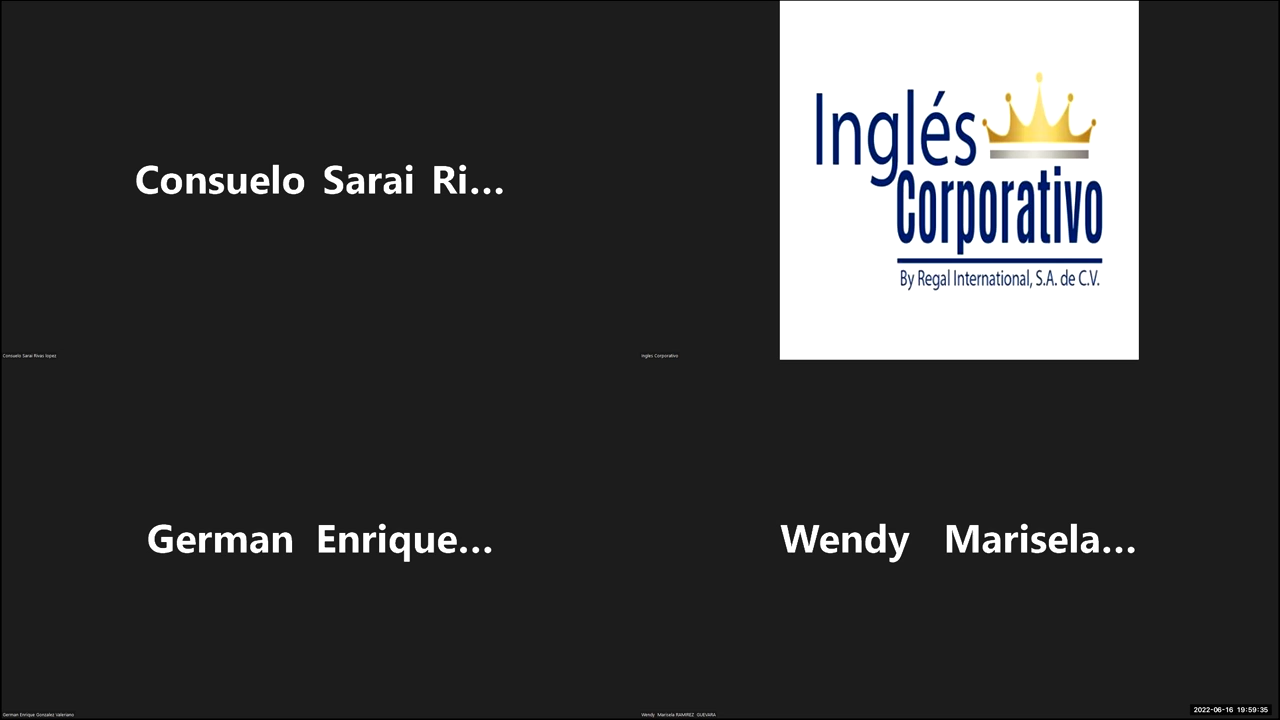 Consuelo Sarai Ri...
Inglés
Corporativo
By Regal International, S.A. de C.V.
Consuelo Sarai Rivas lopez
Inglés Corporativo
German Enrique...
Wendy Marisela...
German Enrique Gonzalez Valeriano
Wendy Marisela RAMIREZ GUEVARA
2022-06-16 19:59:35